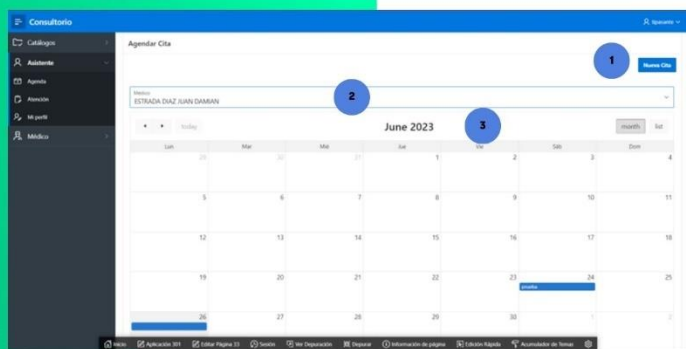 Consultorio
Catálogos
Asistente
Agenda
Atención
Mi perfil
Médico
Agendar Cita
1
Nueva Cita
Médico
ESTRADA DIAZ JUAN DAMIAN
2
today
June 2023
3
month list
Lun Mar Mié Jue Vie Sáb Dom
29 30 31 1 2 3 4
5 6 7 8 9 10 11
12 13 14 15 16 17 18
19 20 21 22 23 24 25
prueba
26 27 28 29 30 1 2
Inicio Aplicación 301 Editar Página 33 Sesión Ver Depuración Depurar Información de página Edición Rápida Acumulador de Temas